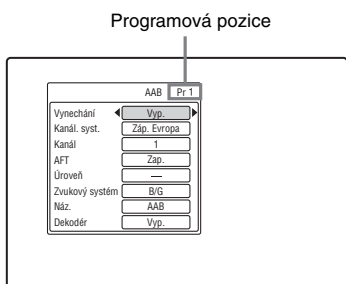 Programová pozice
AAB Pr 1
Vynechání Vyp.
Kanál. syst. Záp. Evropa
Kanál 1
AFT Zap.
Úroveň —
Zvukový systém B/G
Náz. AAB
Dekodér Vyp.